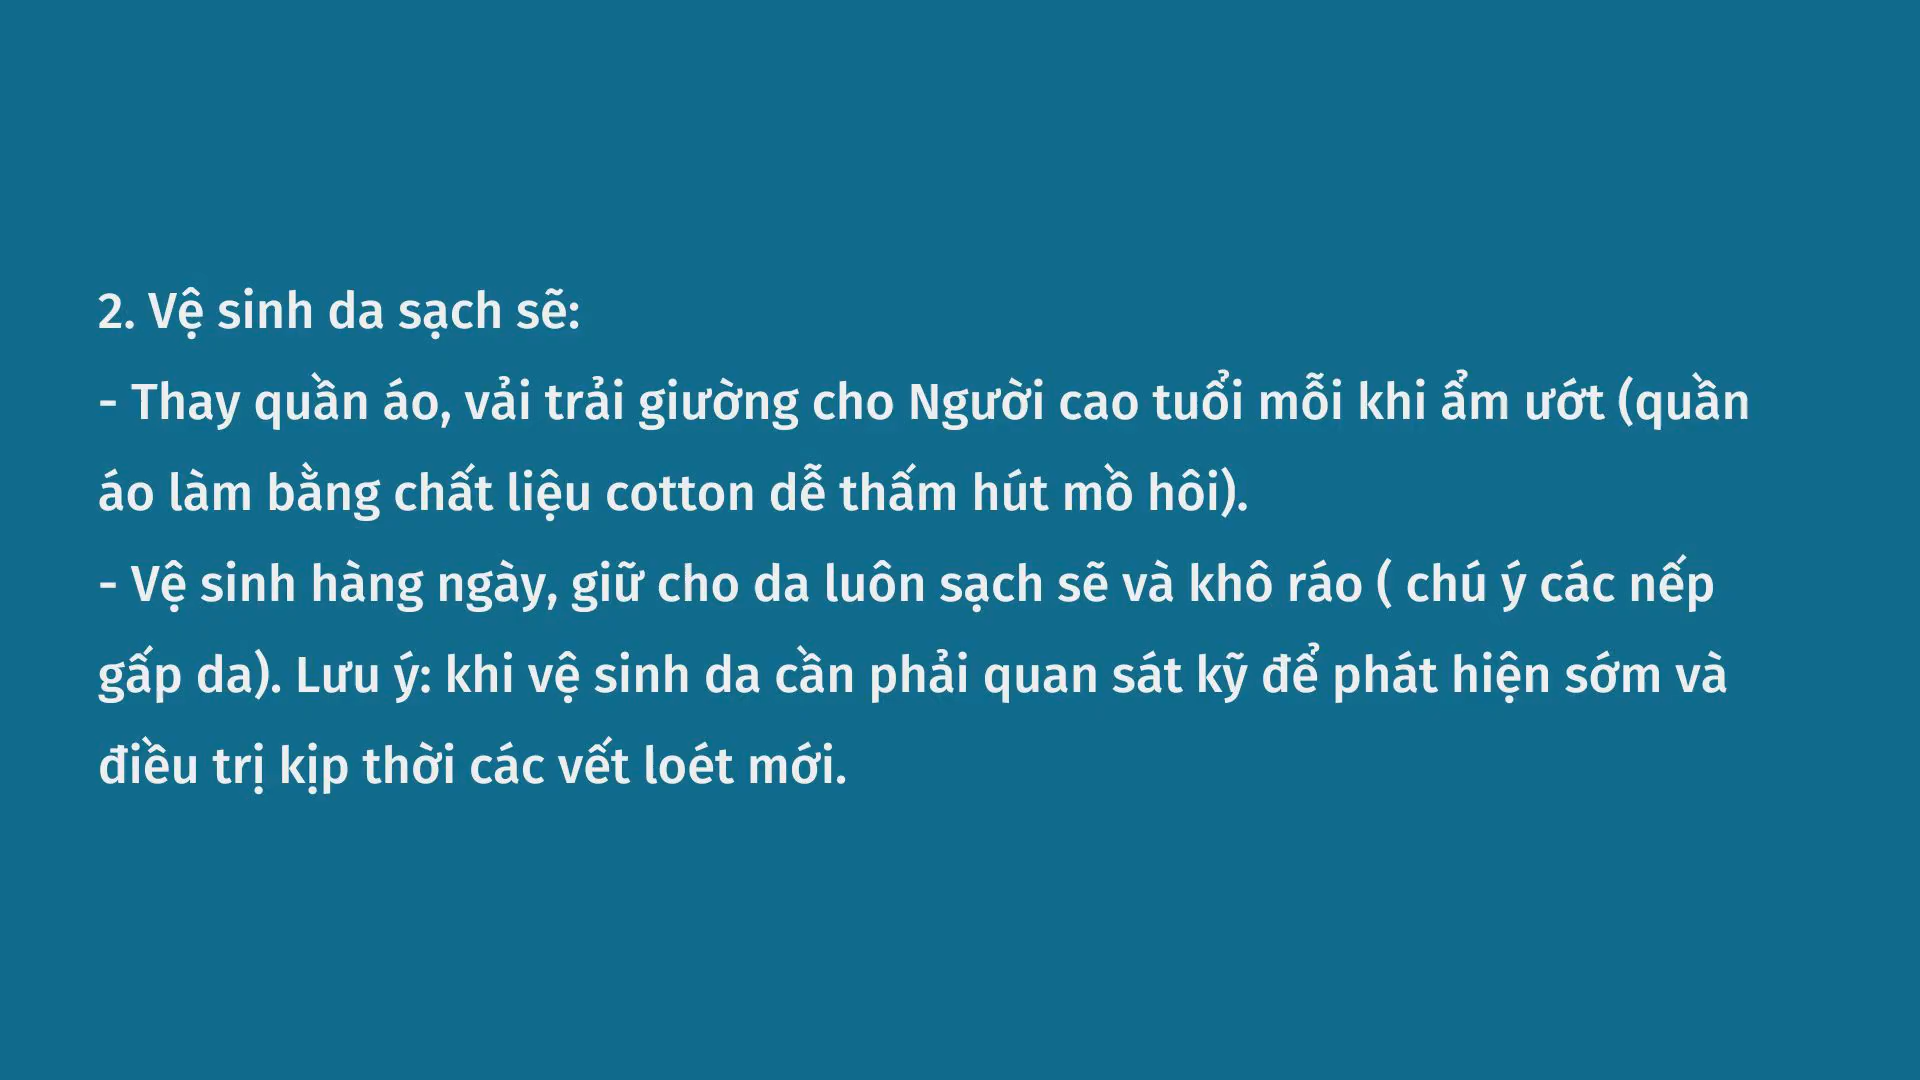 2. Vệ sinh da sạch sẽ:
- Thay quần áo, vải trải giường cho Người cao tuổi mỗi khi ẩm ướt (quần
áo làm bằng chất liệu cotton dễ thấm hút mồ hôi).
- Vệ sinh hàng ngày, giữ cho da luôn sạch sẽ và khô ráo ( chú ý các nếp
gấp da). Lưu ý: khi vệ sinh da cần phải quan sát kỹ để phát hiện sớm và
điều trị kịp thời các vết loét mới.